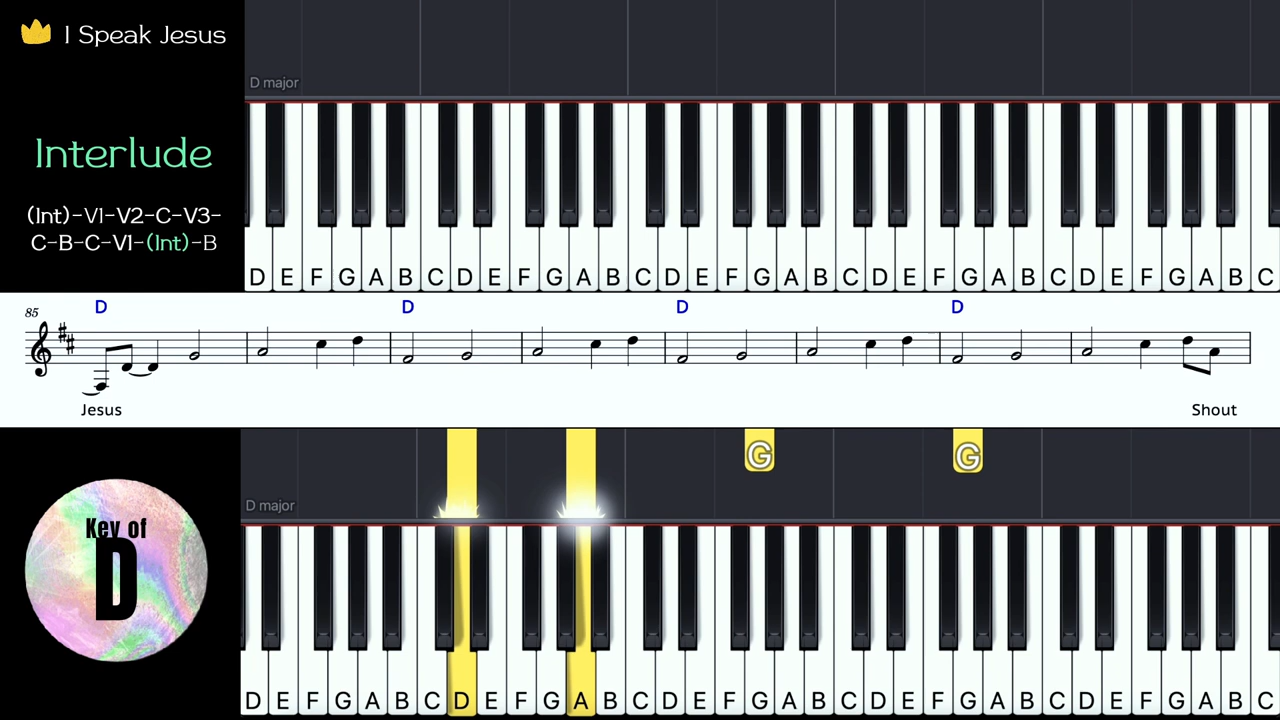 I Speak Jesus
D major
Interlude
(Int)-V1-V2-C-V3-
C-B-C-V1-(Int)-B
D E F G A B C D E F G A B C D E F G A B C D E F G A B C D E F G A B C
D D D D
85
Jesus Shout
G G
D major
Key of
D
D E F G A B C D E F G A B C D E F G A B C D E F G A B C D E F G A B C